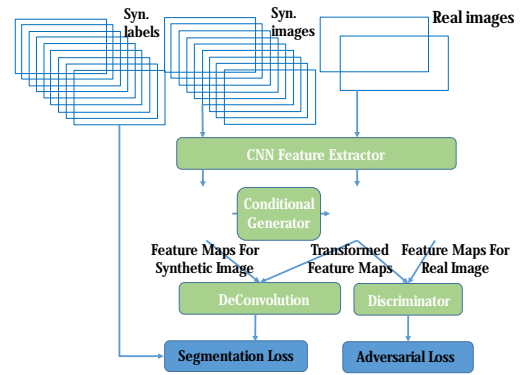 Syn.
labels
Syn.
images
Real images
CNN Feature Extractor
Conditional
Generator
Feature Maps For
Synthetic Image
Transformed
Feature Maps
Feature Maps For
Real Image
DeConvolution
Discriminator
Segmentation Loss
Adversarial Loss